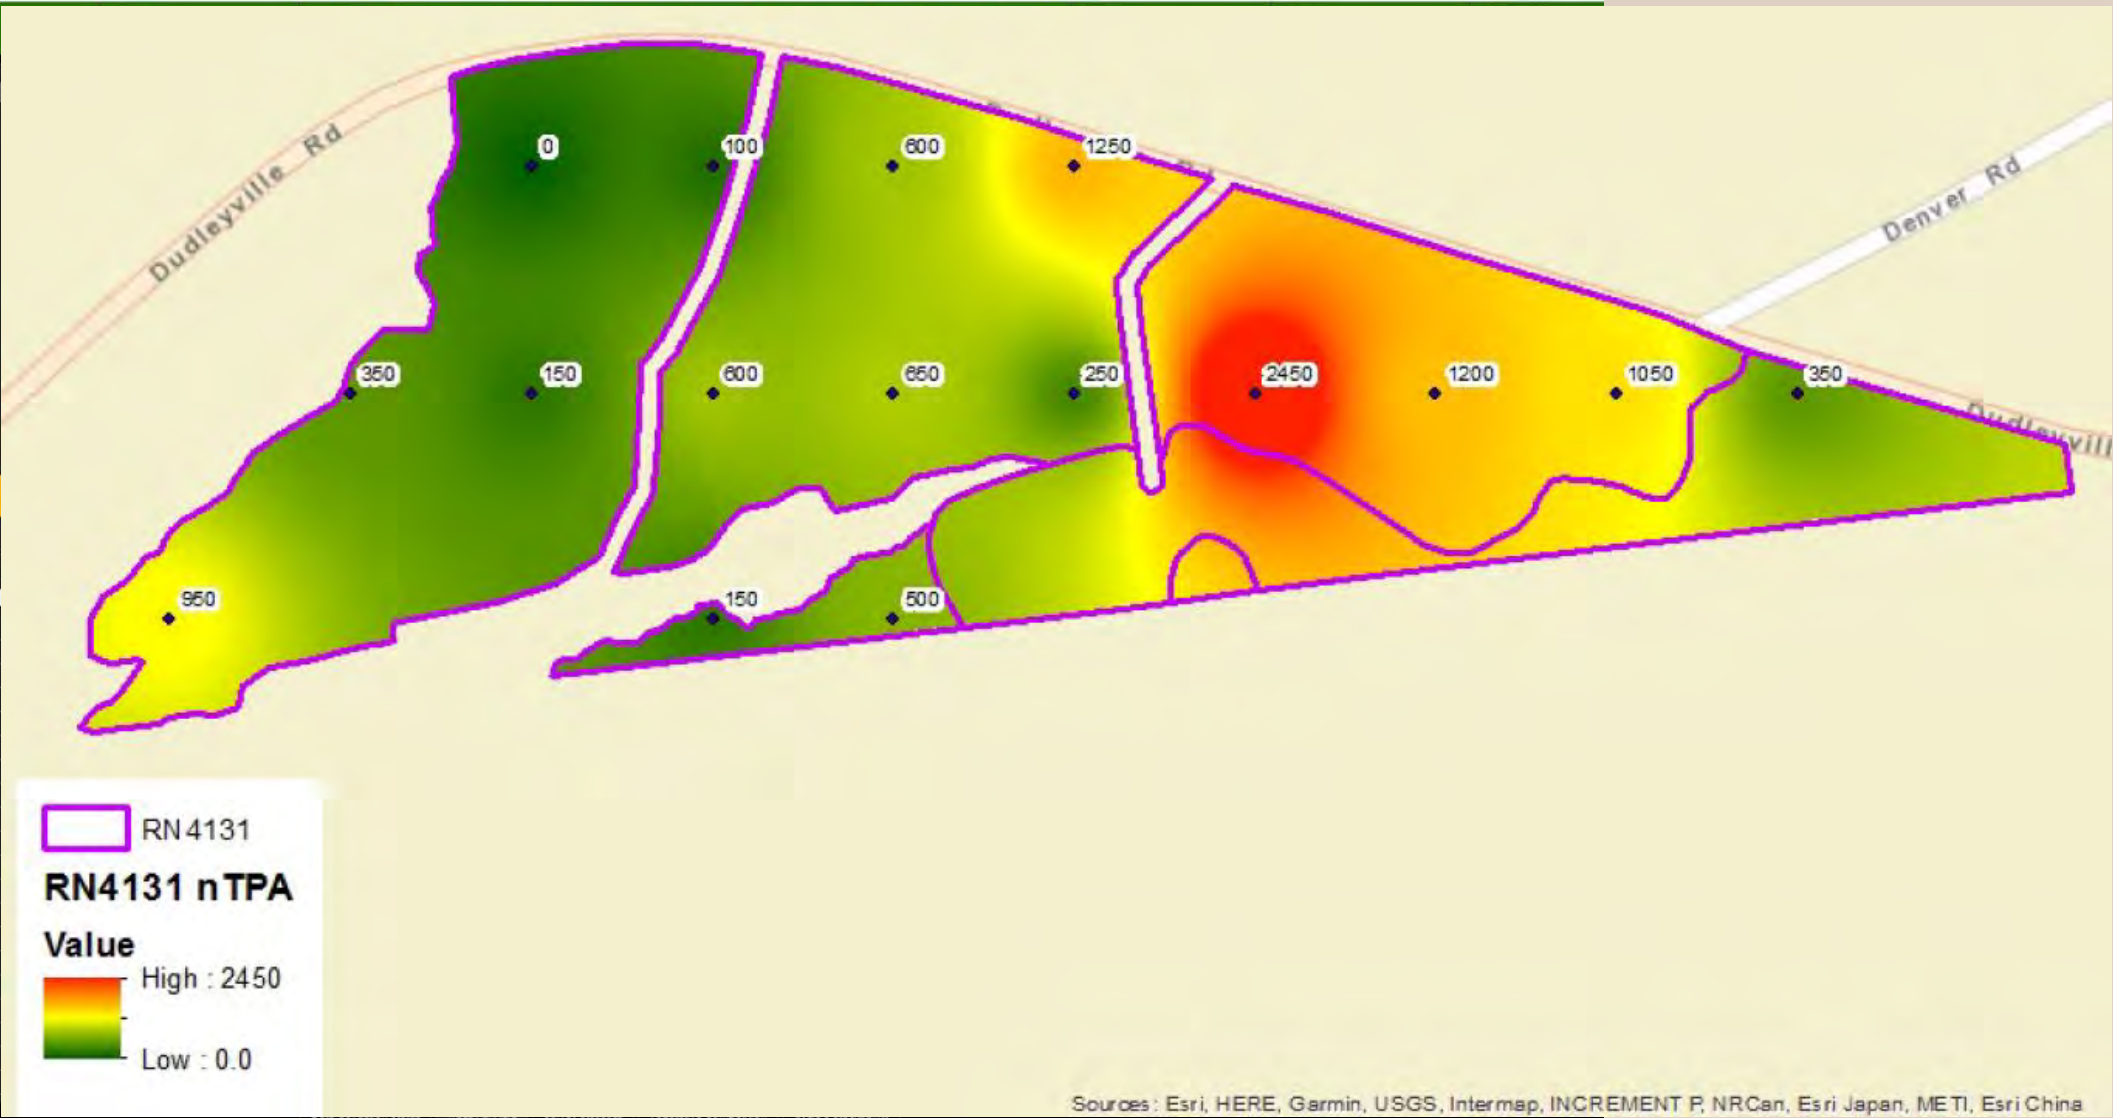 Dudleyville Rd
Denver Rd
0
100
600
1250
350
150
600
650
250
2450
1200
1050
350
Dudleyvill
950
150
500
RN4131
RN4131 nTPA
Value
High : 2450
Low : 0.0
Sources: Esri, HERE, Garmin, USGS, Intermap, INCREMENT P, NRCan, Esri Japan, METI, Esri China